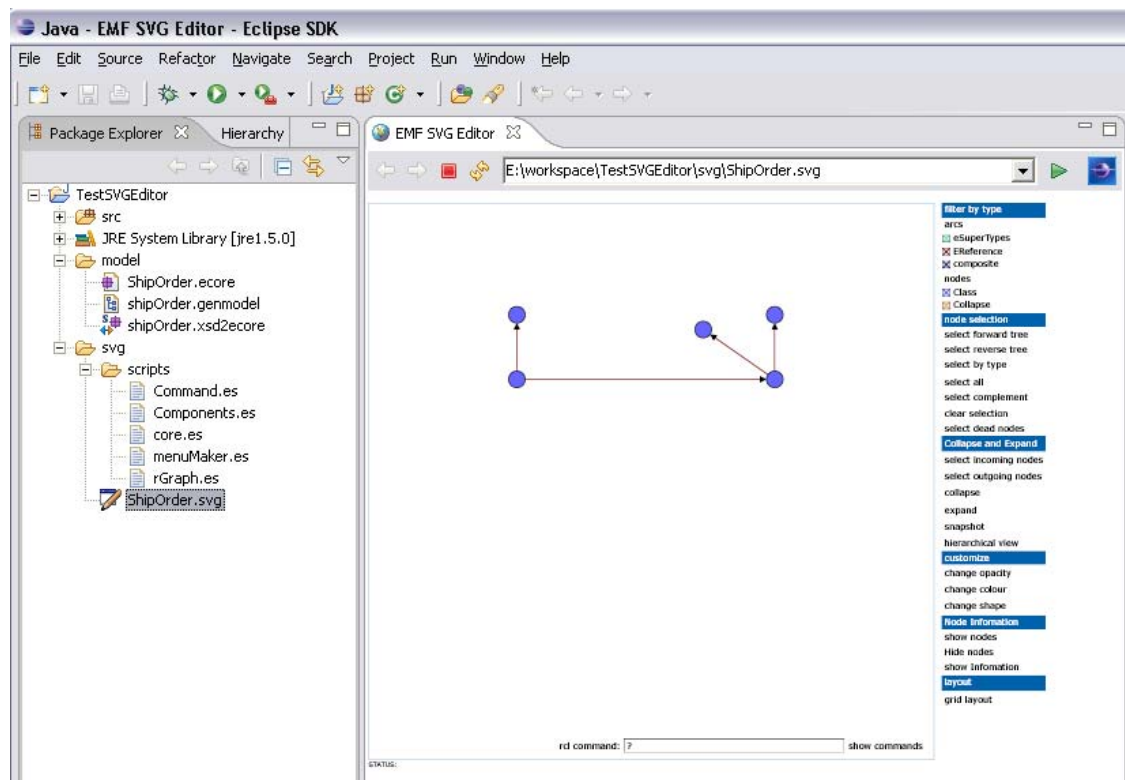 Java - EMF SVG Editor - Eclipse SDK
File Edit Source Refactor Navigate Search Project Run Window Help
Package Explorer Hierarchy
EMF SVG Editor
E:\workspace\TestSVGEditor\svg\ShipOrder.svg
TestSVGEditor
src
JRE System Library [jre1.5.0]
model
ShipOrder.ecore
shipOrder.genmodel
shipOrder.xsd2ecore
svg
scripts
Command.es
Components.es
core.es
menuMaker.es
rGraph.es
ShipOrder.svg
filter by type
arcs
eSuperTypes
EReference
composite
nodes
Class
Collapse
node selection
select forward tree
select reverse tree
select by type
select all
select complement
clear selection
select dead nodes
Collapse and Expand
select incoming nodes
select outgoing nodes
collapse
expand
snapshot
hierarchical view
customize
change opacity
change colour
change shape
Node Infomation
show nodes
Hide nodes
show Infomation
layout
grid layout
rcl command: ? show commands
STATUS: